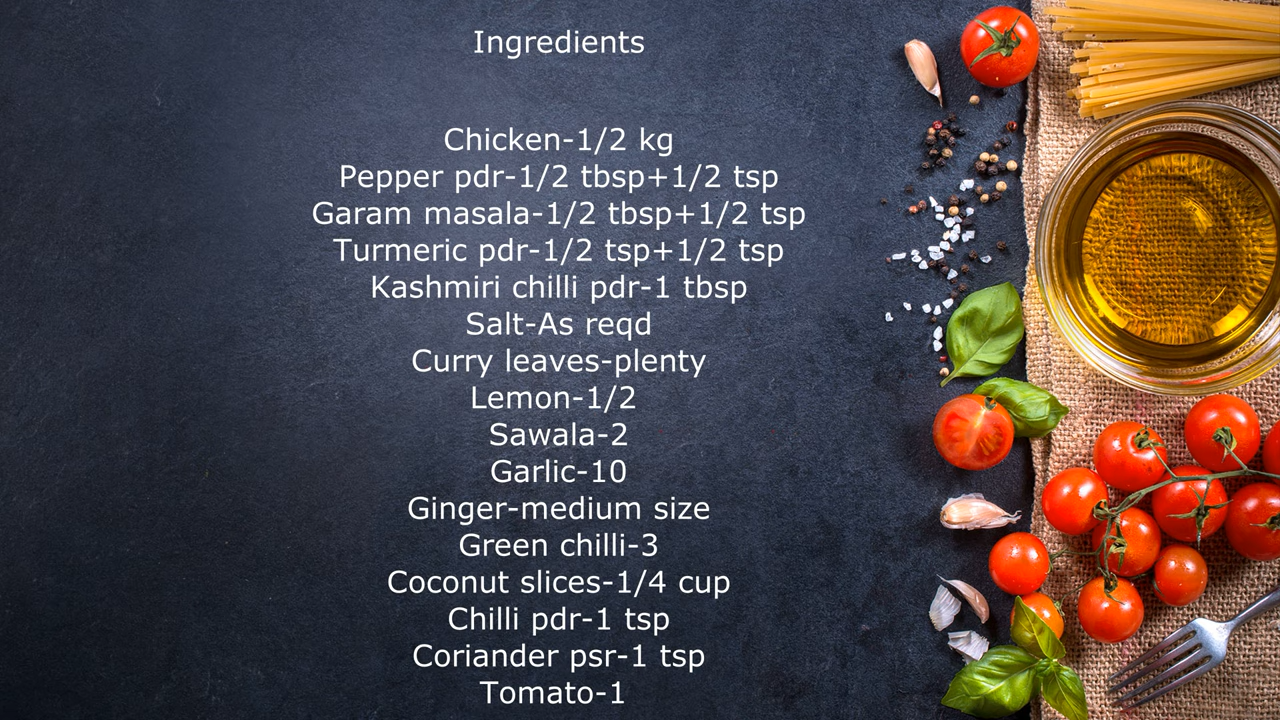 Ingredients
Chicken-1/2 kg
Pepper pdr-1/2 tbsp+1/2 tsp
Garam masala-1/2 tbsp+1/2 tsp
Turmeric pdr-1/2 tsp+1/2 tsp
Kashmiri chilli pdr-1 tbsp
Salt-As reqd
Curry leaves-plenty
Lemon-1/2
Sawala-2
Garlic-10
Ginger-medium size
Green chilli-3
Coconut slices-1/4 cup
Chilli pdr-1 tsp
Coriander psr-1 tsp
Tomato-1